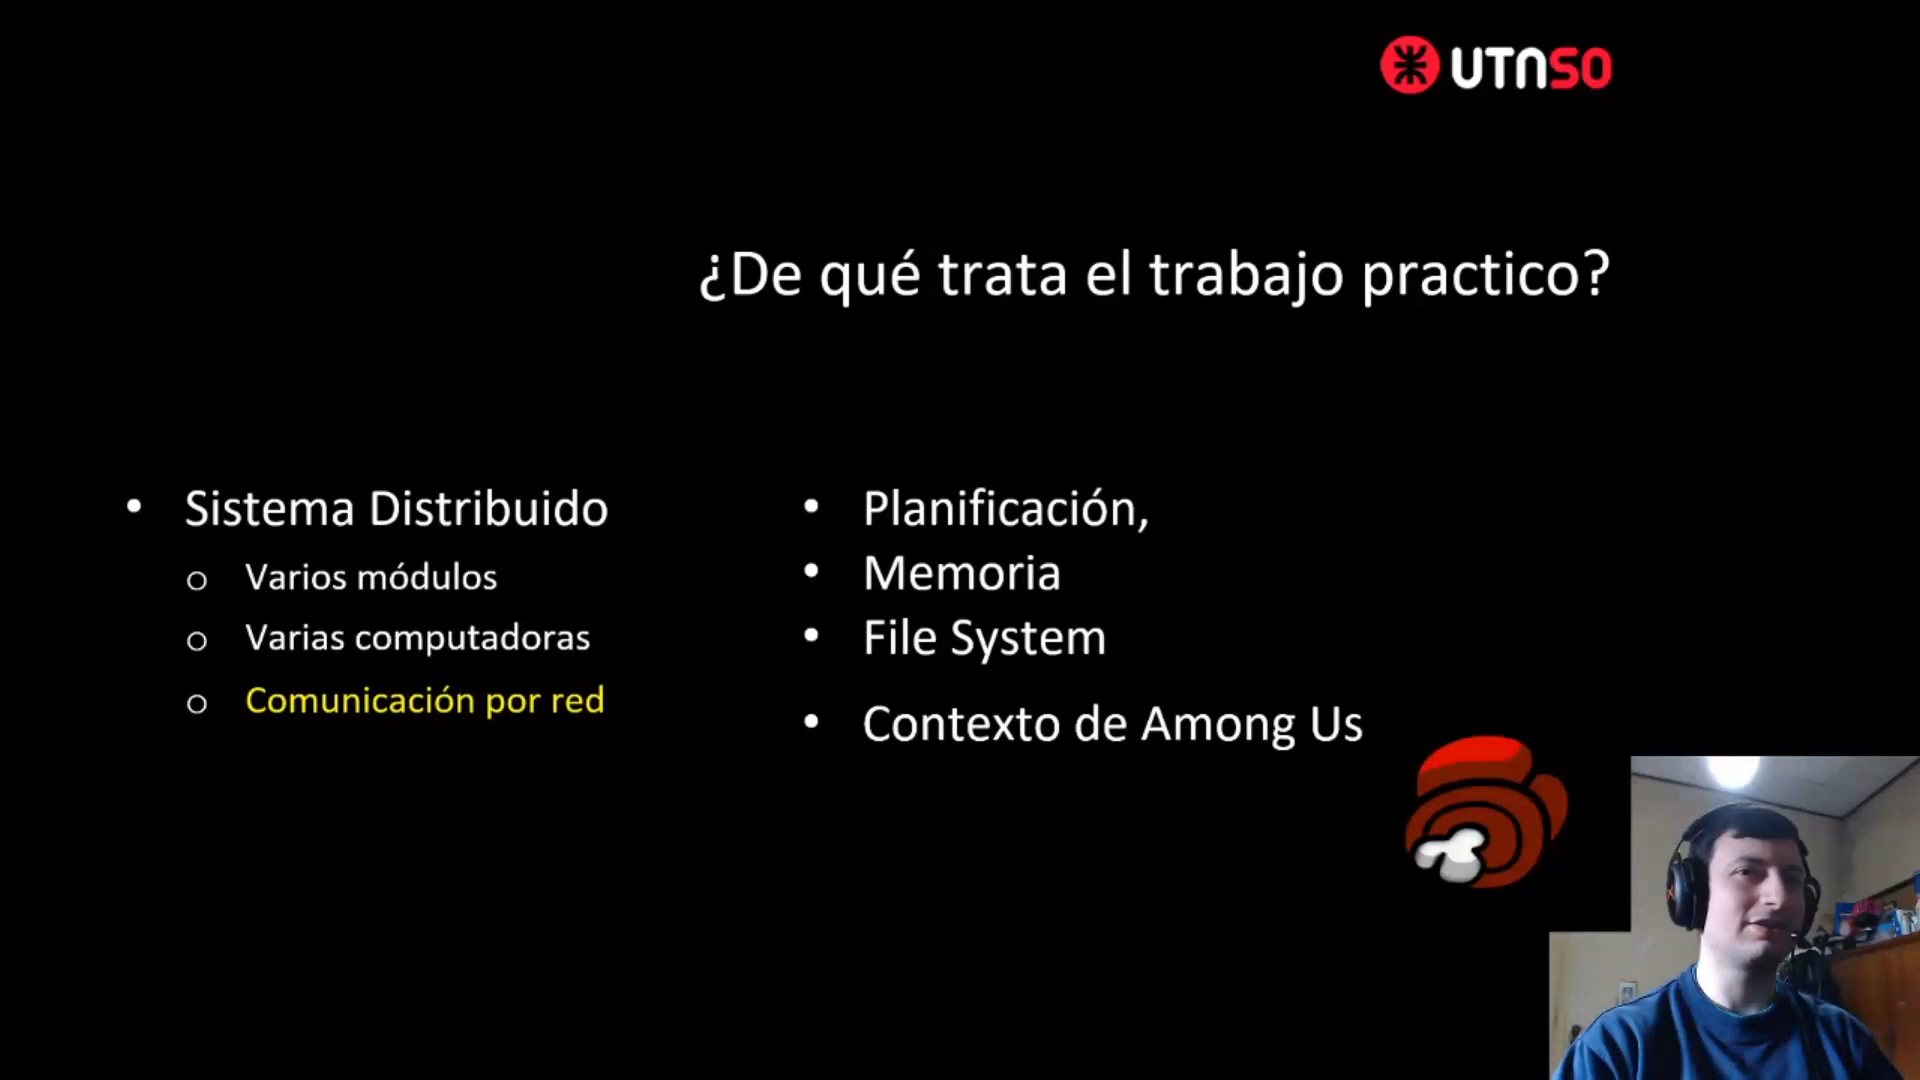 UTNSO
¿De qué trata el trabajo practico?
• Sistema Distribuido
o Varios módulos
o Varias computadoras
o Comunicación por red
• Planificación,
• Memoria
• File System
• Contexto de Among Us